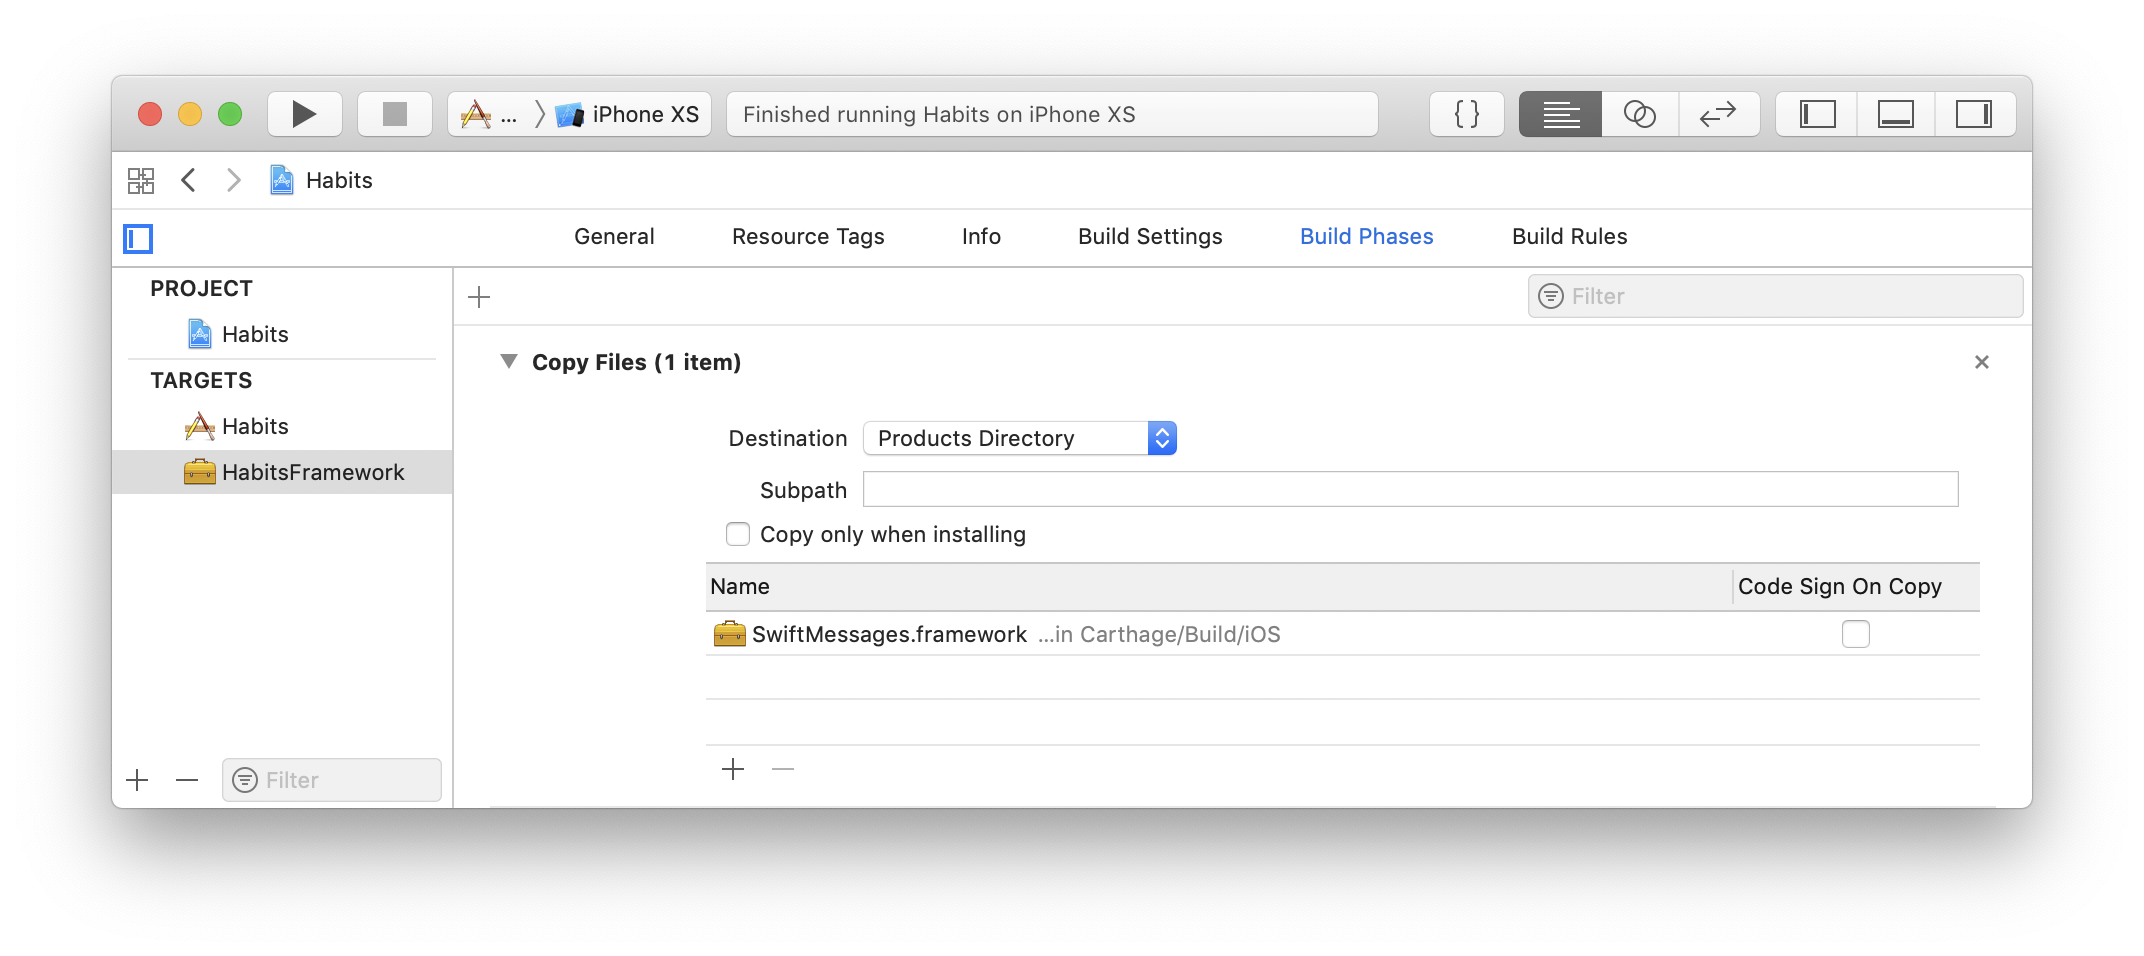 ... iPhone XS
Finished running Habits on iPhone XS
{ }
Habits
General
Resource Tags
Info
Build Settings
Build Phases
Build Rules
PROJECT
Habits
TARGETS
Habits
HabitsFramework
Filter
Filter
Copy Files (1 item)
Destination Products Directory
Subpath
Copy only when installing
Name Code Sign On Copy
SwiftMessages.framework ...in Carthage/Build/iOS